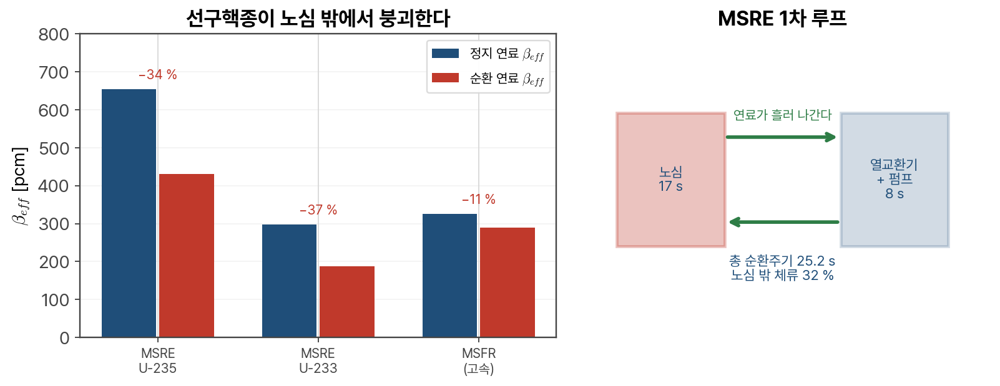 선구핵종이 노심 밖에서 붕괴한다
β_eff [pcm]
800
700
600
500
400
300
200
100
0
정지 연료 β_eff
순환 연료 β_eff
−34 %
−37 %
−11 %
MSRE
U-235
MSRE
U-233
MSFR
(고속)
MSRE 1차 루프
연료가 흘러 나간다
노심
17 s
열교환기
+ 펌프
8 s
총 순환주기 25.2 s
노심 밖 체류 32 %